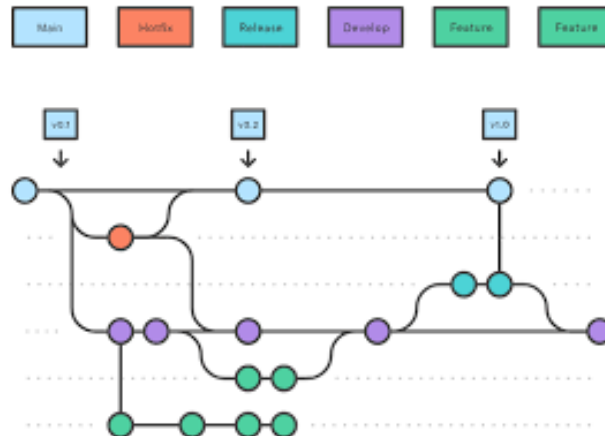 Main
Hotfix
Release
Develop
Feature
Feature
v0.1
v0.2
v1.0